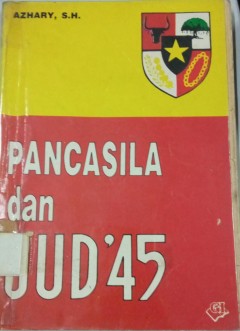 AZHARY, S.H.
PANCASILA
dan
UUD'45